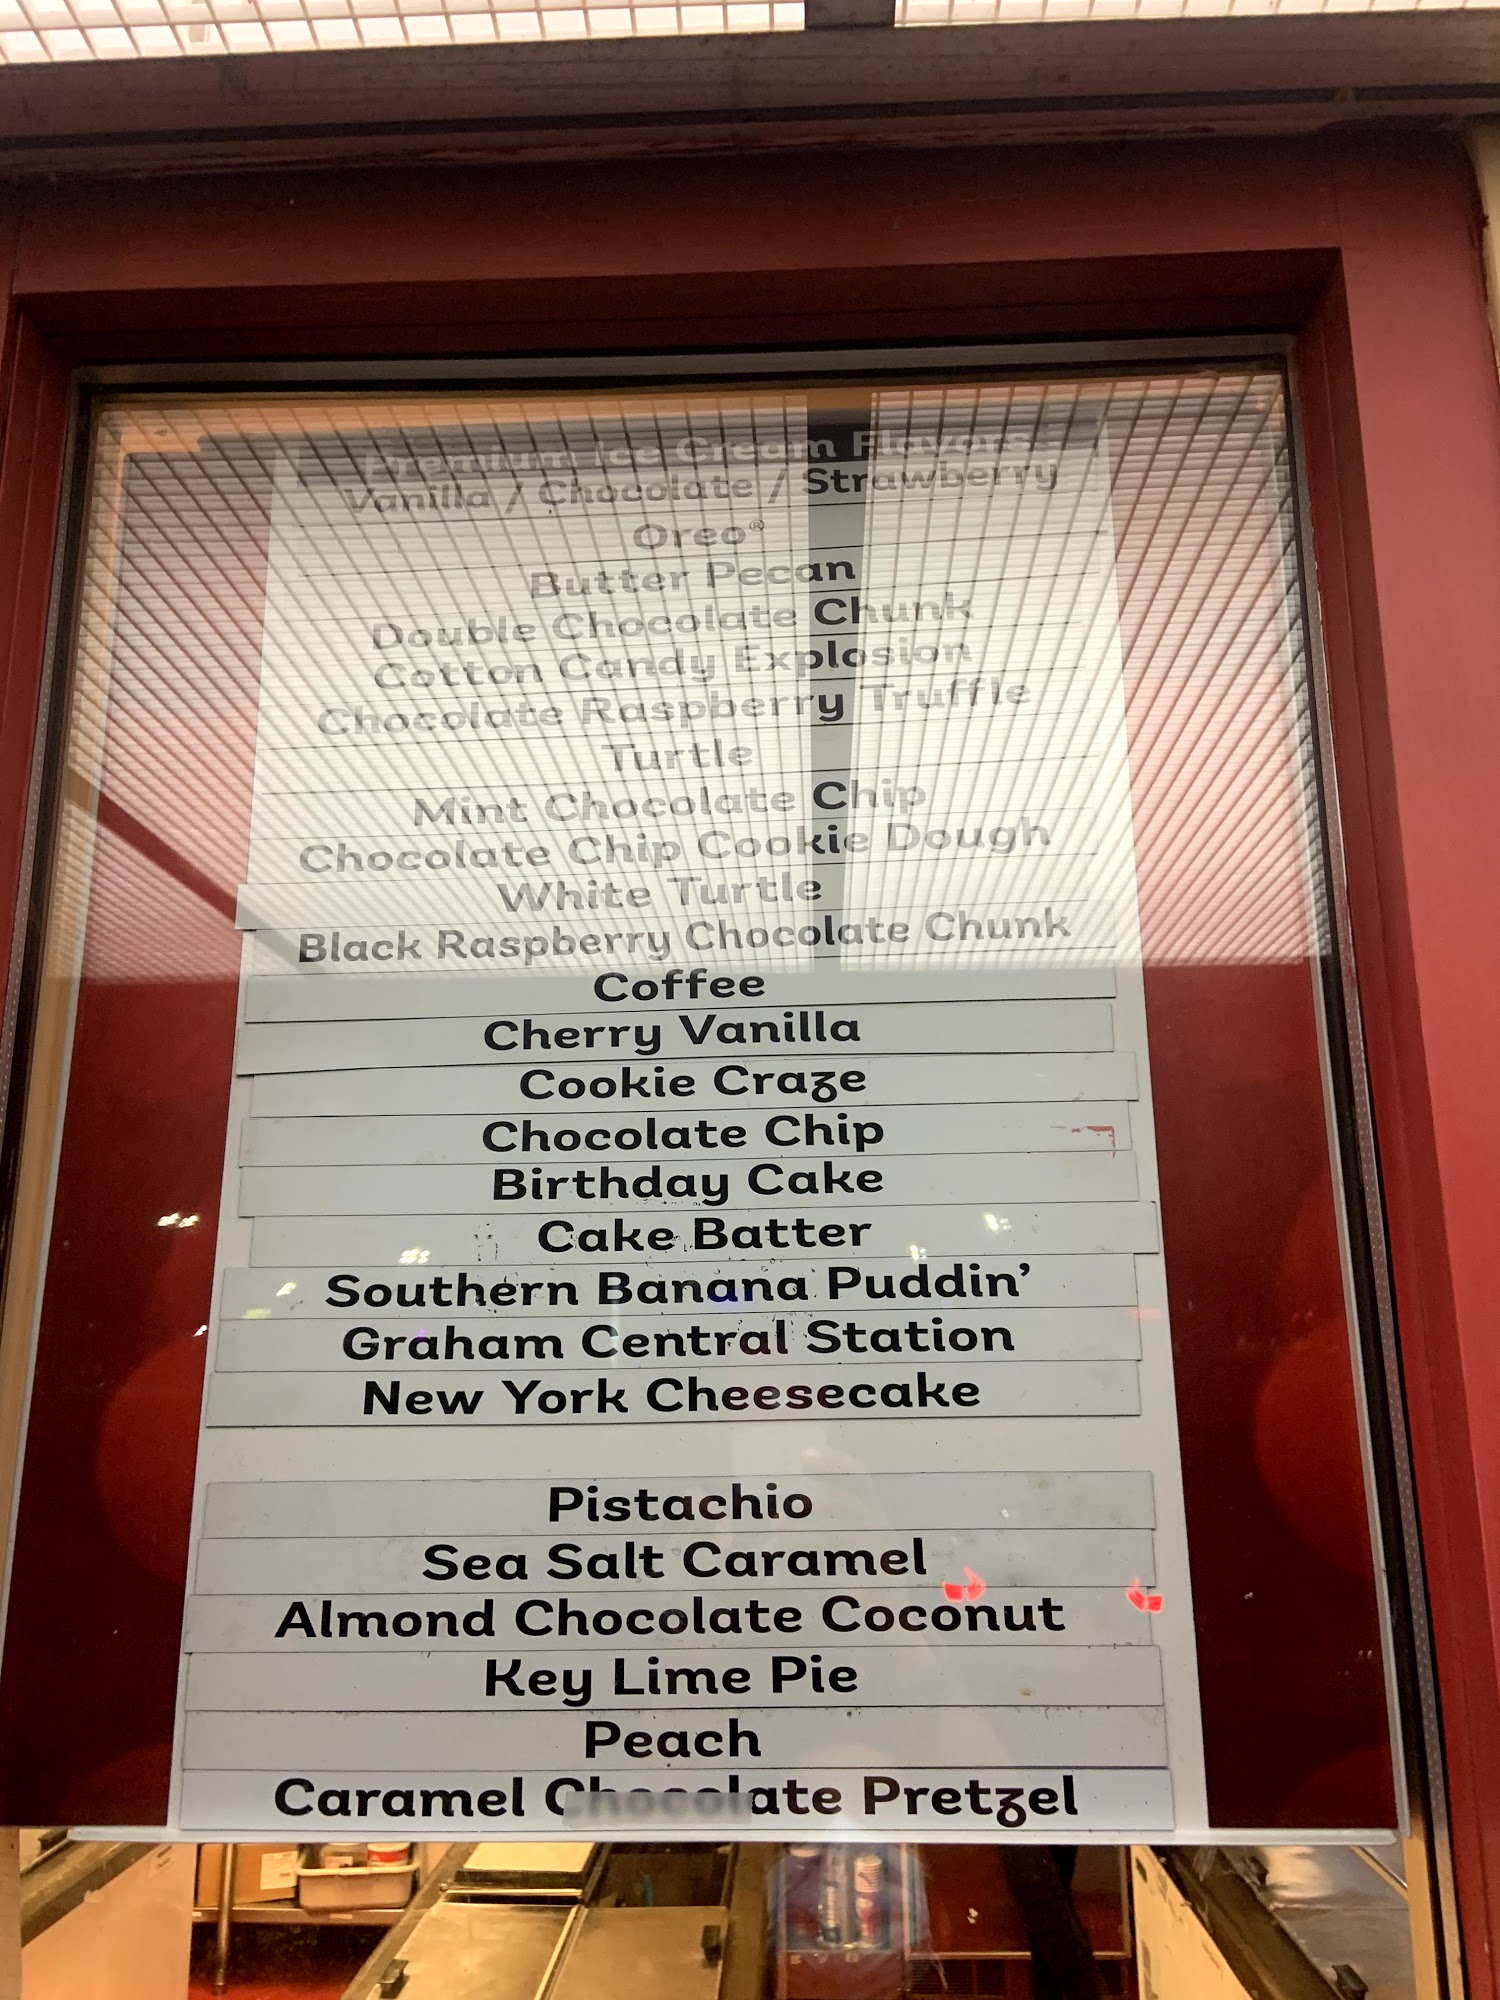 Premium Ice Cream Flavors
Vanilla / Chocolate / Strawberry
Oreo®
Butter Pecan
Double Chocolate Chunk
Cotton Candy Explosion
Chocolate Raspberry Truffle
Turtle
Mint Chocolate Chip
Chocolate Chip Cookie Dough
White Turtle
Black Raspberry Chocolate Chunk
Coffee
Cherry Vanilla
Cookie Craze
Chocolate Chip
Birthday Cake
Cake Batter
Southern Banana Puddin'
Graham Central Station
New York Cheesecake
Pistachio
Sea Salt Caramel
Almond Chocolate Coconut
Key Lime Pie
Peach
Caramel Chocolate Pretzel